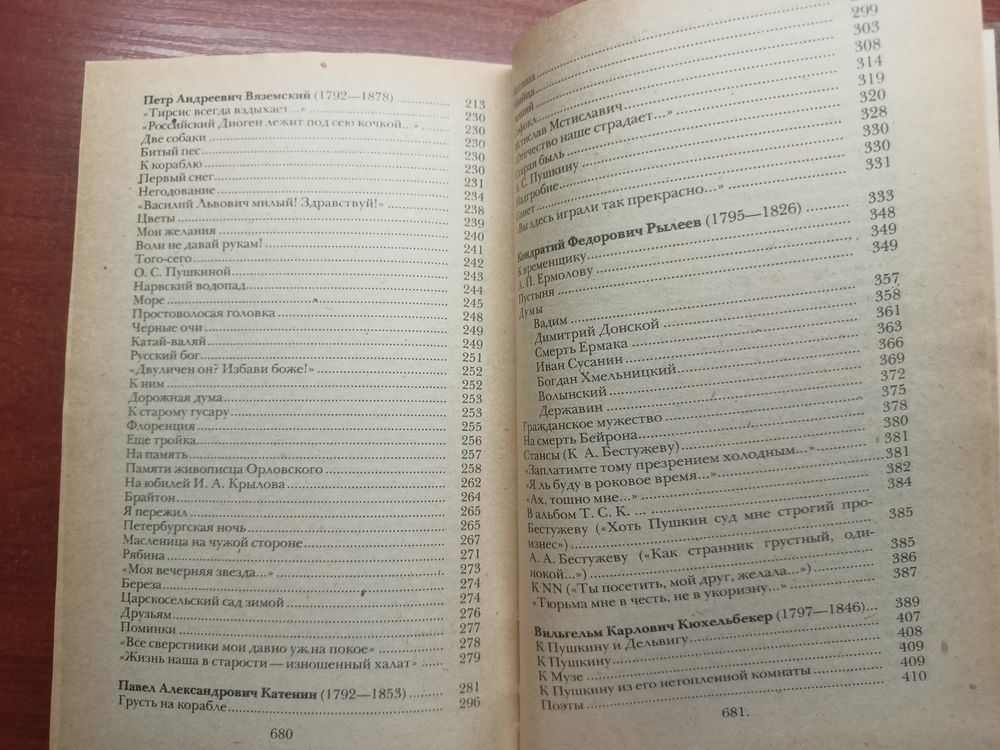 Петр Андреевич Вяземский (1792—1878) ..... 213
«Тирсис всегда вздыхает...» ..... 230
«Российский Диоген лежит под сею кочкой...» ..... 230
Две собаки ..... 230
Битый пес ..... 230
К кораблю ..... 230
Первый снег ..... 231
Негодование ..... 234
«Василий Львович милый! Здравствуй!» ..... 238
Цветы ..... 239
Мои желания ..... 240
Воли не давай рукам! ..... 241
Того-сего ..... 242
О. С. Пушкиной ..... 243
Нарвский водопад ..... 244
Море ..... 245
Простоволосая головка ..... 248
Черные очи ..... 249
Катай-валяй ..... 249
Русский бог ..... 251
«Двуличен он? Избави боже!» ..... 252
К ним ..... 252
Дорожная дума ..... 253
К старому гусару ..... 253
Флоренция ..... 255
Еще тройка ..... 256
На память ..... 257
Памяти живописца Орловского ..... 258
На юбилей И. А. Крылова ..... 262
Брайтон ..... 264
Я пережил ..... 265
Петербургская ночь ..... 265
Масленица на чужой стороне ..... 267
Рябина ..... 271
«Моя вечерняя звезда...» ..... 273
Береза ..... 274
Царскосельский сад зимой ..... 274
Друзьям ..... 276
Поминки ..... 277
«Все сверстники мои давно уж на покое» ..... 278
«Жизнь наша в старости — изношенный халат» ..... 279
Павел Александрович Катенин (1792—1853) ..... 281
Грусть на корабле ..... 296
680
..... 299
..... 303
Софокл ..... 308
Мстислав Мстиславич ..... 314
«Отечество наше страдает...» ..... 319
Старая быль ..... 320
А. С. Пушкину ..... 328
Надгробие ..... 330
Сонет ..... 330
«Вы здесь играли так прекрасно...» ..... 331
Кондратий Федорович Рылеев (1795—1826) ..... 333
К временщику ..... 348
А. П. Ермолову ..... 349
Пустыня ..... 349
Думы
Вадим ..... 357
Димитрий Донской ..... 358
Смерть Ермака ..... 361
Иван Сусанин ..... 363
Богдан Хмельницкий ..... 366
Волынский ..... 369
Державин ..... 372
Гражданское мужество ..... 375
На смерть Бейрона ..... 378
Стансы (К А. Бестужеву) ..... 380
«Заплатите тому презрением холодным...» ..... 381
«Я ль буду в роковое время...» ..... 381
«Ах, тошно мне...» ..... 382
В альбом Т. С. К. ..... 384
Бестужеву («Хоть Пушкин суд мне строгий про-
изнес») ..... 385
А. А. Бестужеву («Как странник грустный, оди-
нокой...») ..... 385
К NN («Ты посетить, мой друг, желала...») ..... 386
«Тюрьма мне в честь, не в укоризну...» ..... 387
Вильгельм Карлович Кюхельбекер (1797—1846) ... 389
К Пушкину и Дельвигу ..... 407
К Пушкину ..... 408
К Музе ..... 409
К Пушкину из его нетопленной комнаты ..... 409
Поэты ..... 410
681.